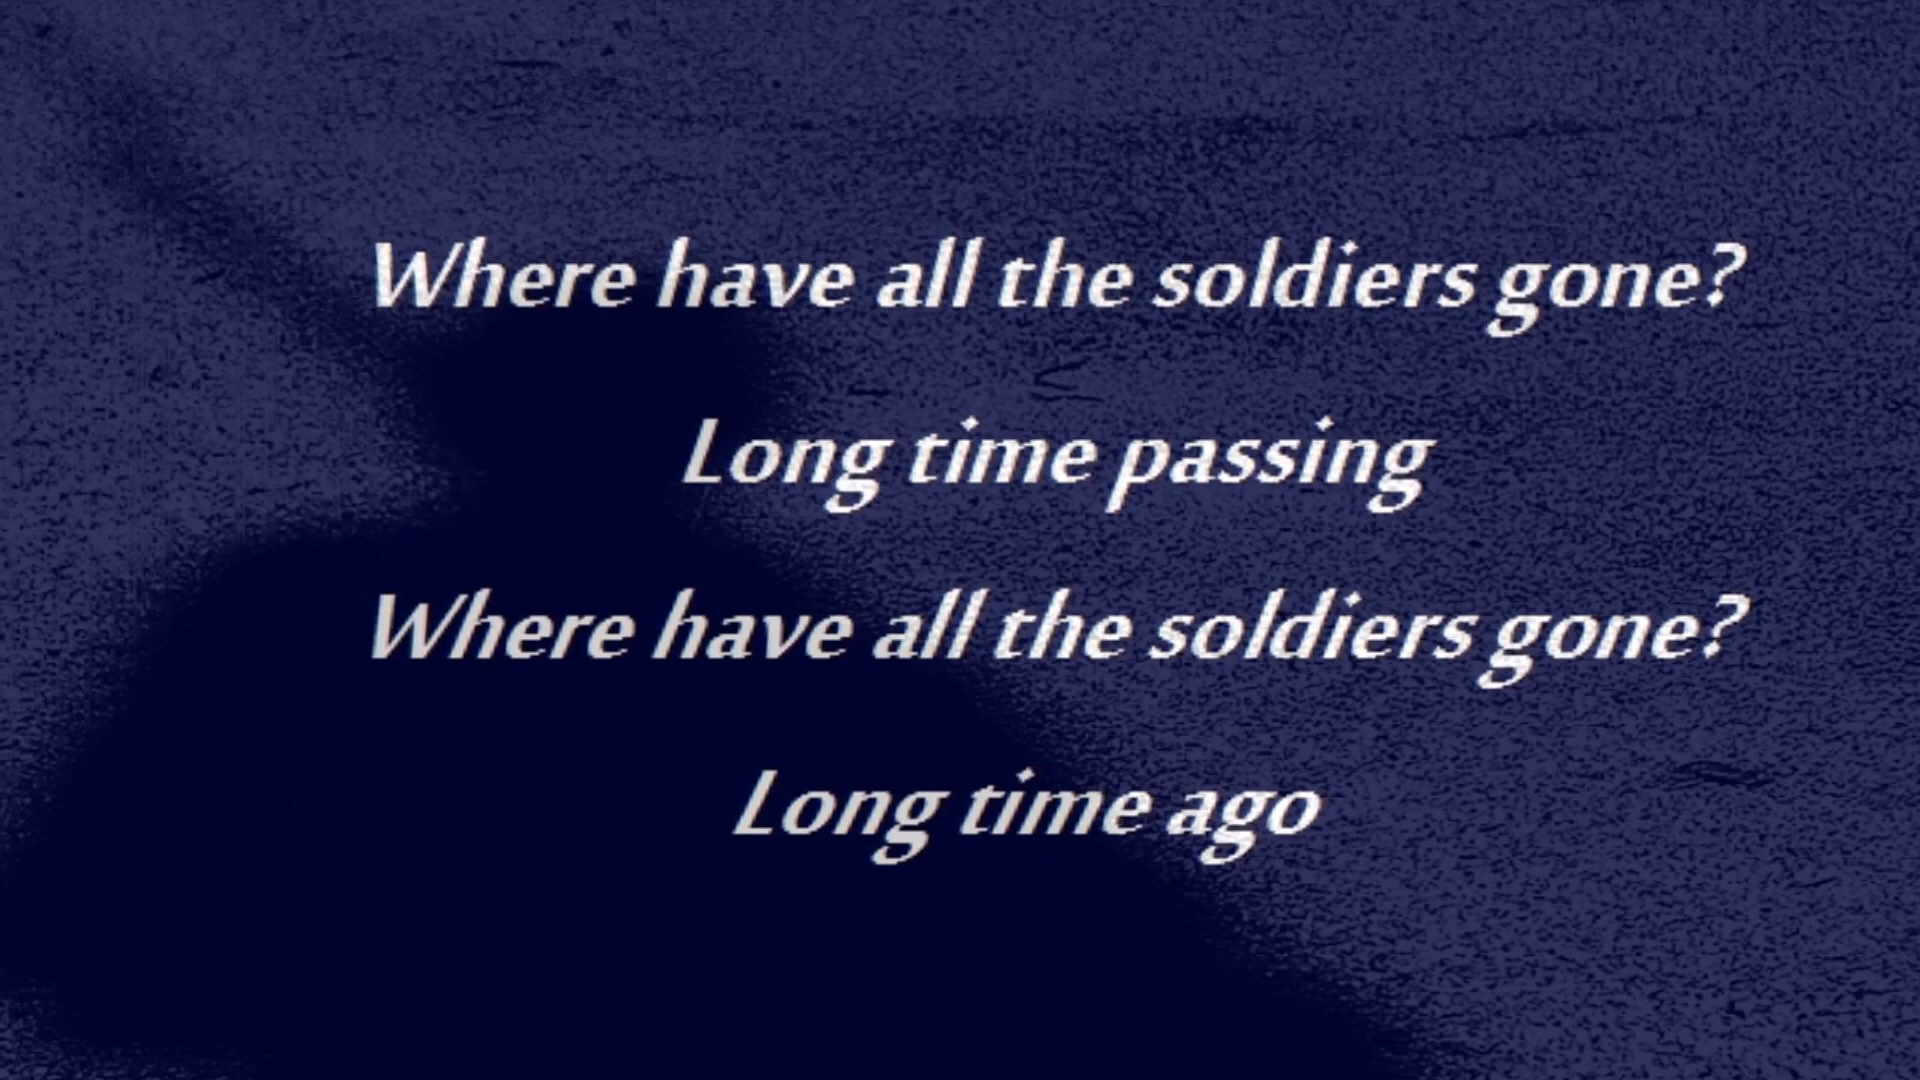 Where have all the soldiers gone?
Long time passing
Where have all the soldiers gone?
Long time ago